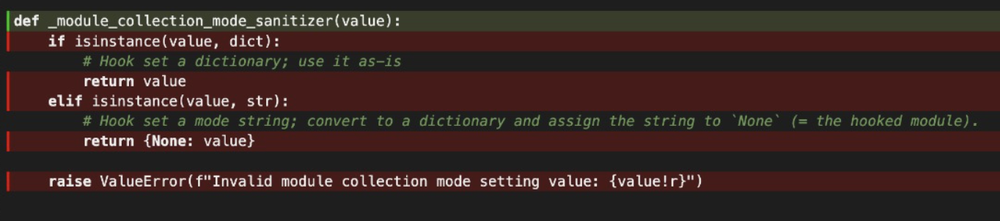 def _module_collection_mode_sanitizer(value):
    if isinstance(value, dict):
        # Hook set a dictionary; use it as-is
        return value
    elif isinstance(value, str):
        # Hook set a mode string; convert to a dictionary and assign the string to `None` (= the hooked module).
        return {None: value}

    raise ValueError(f"Invalid module collection mode setting value: {value!r}")